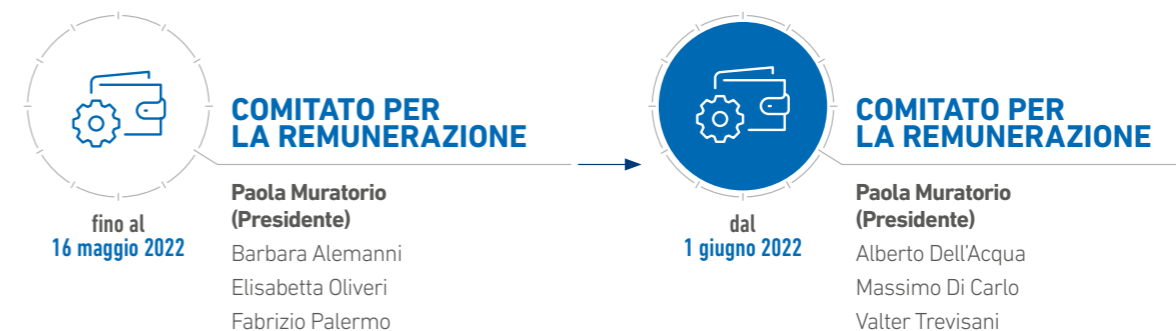 COMITATO PER
LA REMUNERAZIONE
Paola Muratorio
(Presidente)
Barbara Alemanni
Elisabetta Oliveri
Fabrizio Palermo
fino al
16 maggio 2022
COMITATO PER
LA REMUNERAZIONE
Paola Muratorio
(Presidente)
Alberto Dell'Acqua
Massimo Di Carlo
Valter Trevisani
dal
1 giugno 2022